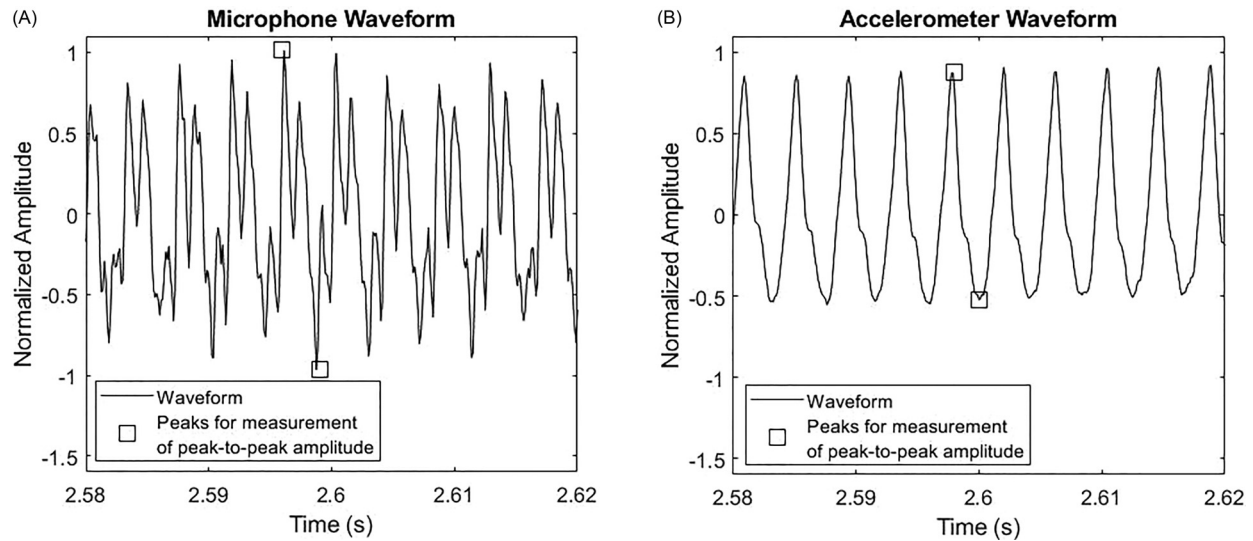 (A)
Microphone Waveform
Normalized Amplitude
1
0.5
0
-0.5
-1
-1.5
Waveform
Peaks for measurement
of peak-to-peak amplitude
2.58
2.59
2.6
2.61
2.62
Time (s)
(B)
Accelerometer Waveform
Normalized Amplitude
1
0.5
0
-0.5
-1
-1.5
Waveform
Peaks for measurement
of peak-to-peak amplitude
2.58
2.59
2.6
2.61
2.62
Time (s)